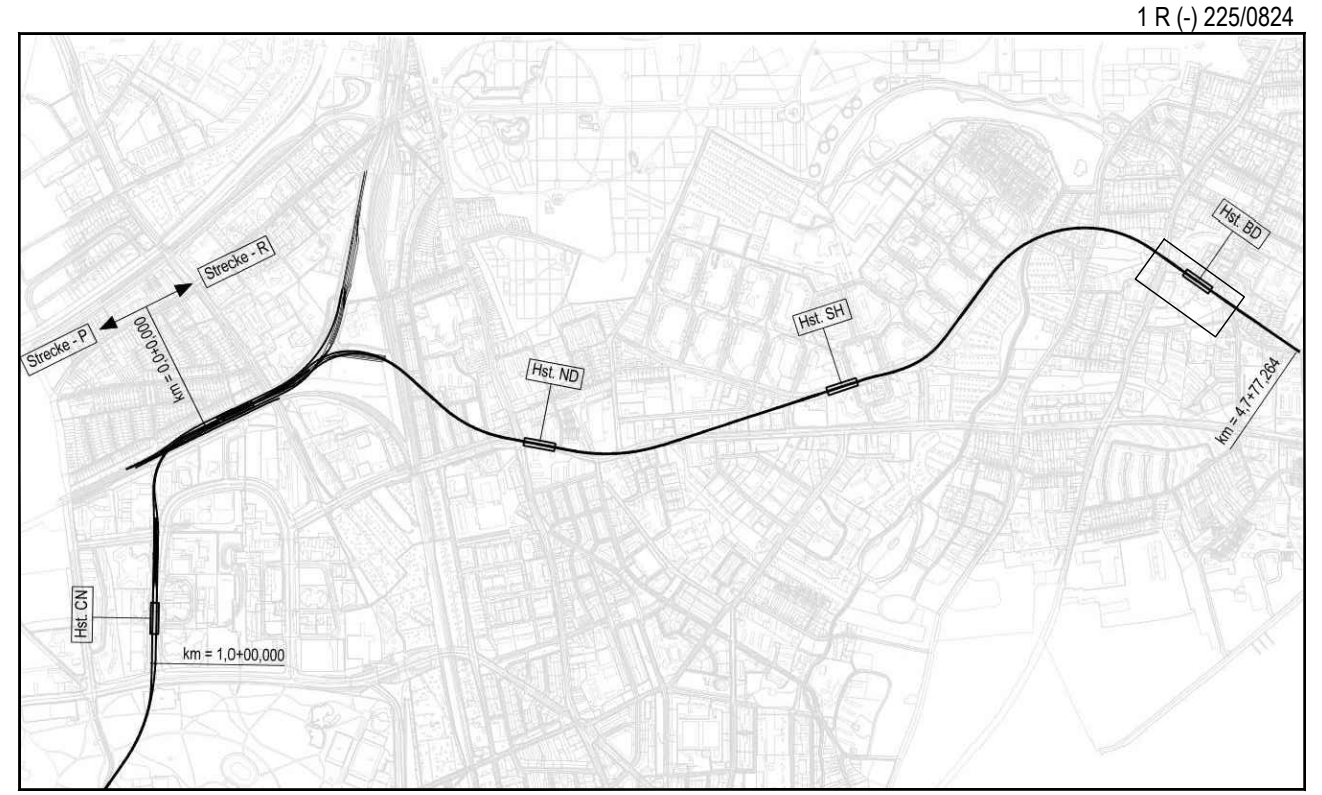 1 R (-) 225/0824
Hst. BD
Strecke - R
Strecke - P
km = 0,0+00,000
Hst. SH
Hst. ND
km = 4,7+77,264
Hst. CN
km = 1,0+00,000